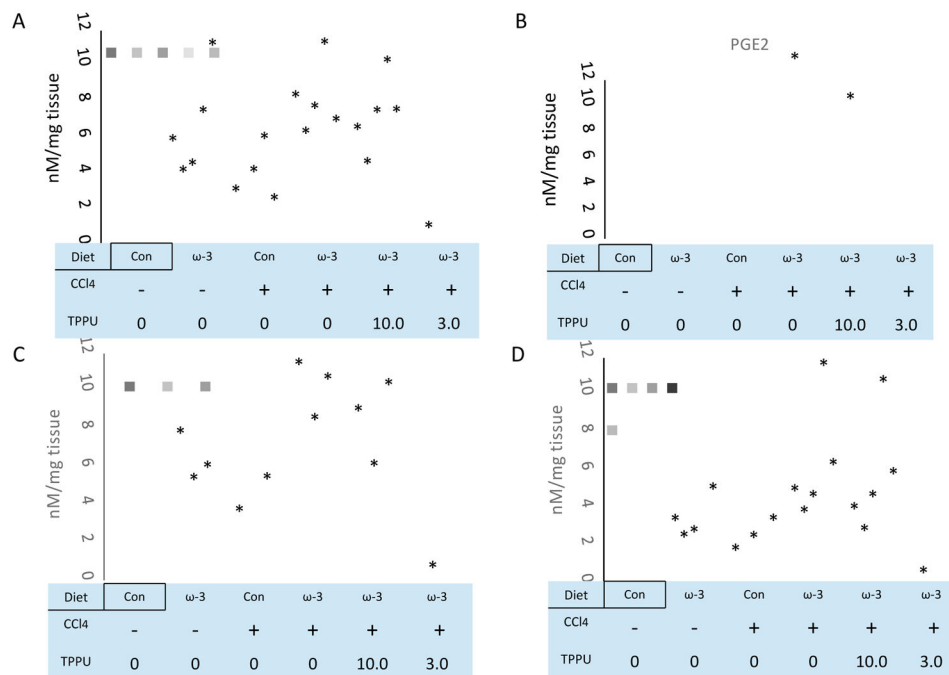 A
12
10
8
6
4
2
0
nM/mg tissue
* * * * * * * * * * * * * * * * * * * * *
Diet Con ω-3 Con ω-3 ω-3 ω-3
CCl4 - - + + + +
TPPU 0 0 0 0 10.0 3.0
B
PGE2
12
10
8
6
4
2
0
nM/mg tissue
* *
Diet Con ω-3 Con ω-3 ω-3 ω-3
CCl4 - - + + + +
TPPU 0 0 0 0 10.0 3.0
C
12
10
8
6
4
2
0
nM/mg tissue
* * * * * * * * * * * * *
Diet Con ω-3 Con ω-3 ω-3 ω-3
CCl4 - - + + + +
TPPU 0 0 0 0 10.0 3.0
D
12
10
8
6
4
2
0
nM/mg tissue
* * * * * * * * * * * * * * * * * * *
Diet Con ω-3 Con ω-3 ω-3 ω-3
CCl4 - - + + + +
TPPU 0 0 0 0 10.0 3.0